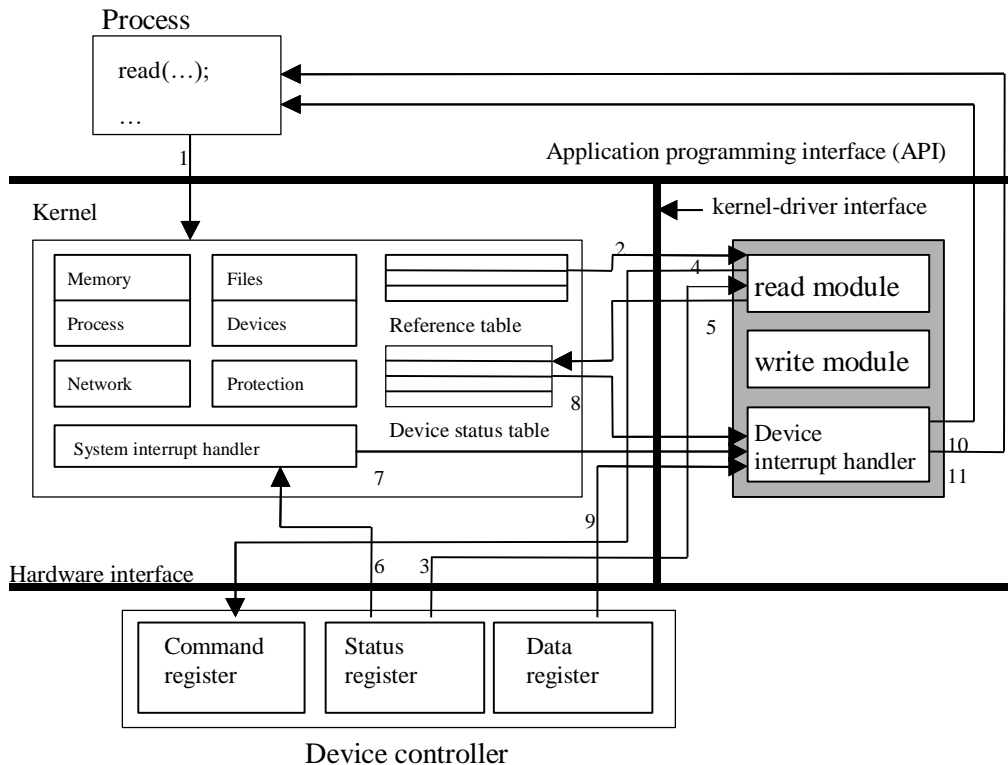 Process
read(…);
…
1
Application programming interface (API)
Kernel
kernel-driver interface
Memory
Files
Process
Devices
Network
Protection
Reference table
Device status table
System interrupt handler
2
4
read module
5
write module
8
Device
interrupt handler
10
11
7
9
6
3
Hardware interface
Command
register
Status
register
Data
register
Device controller